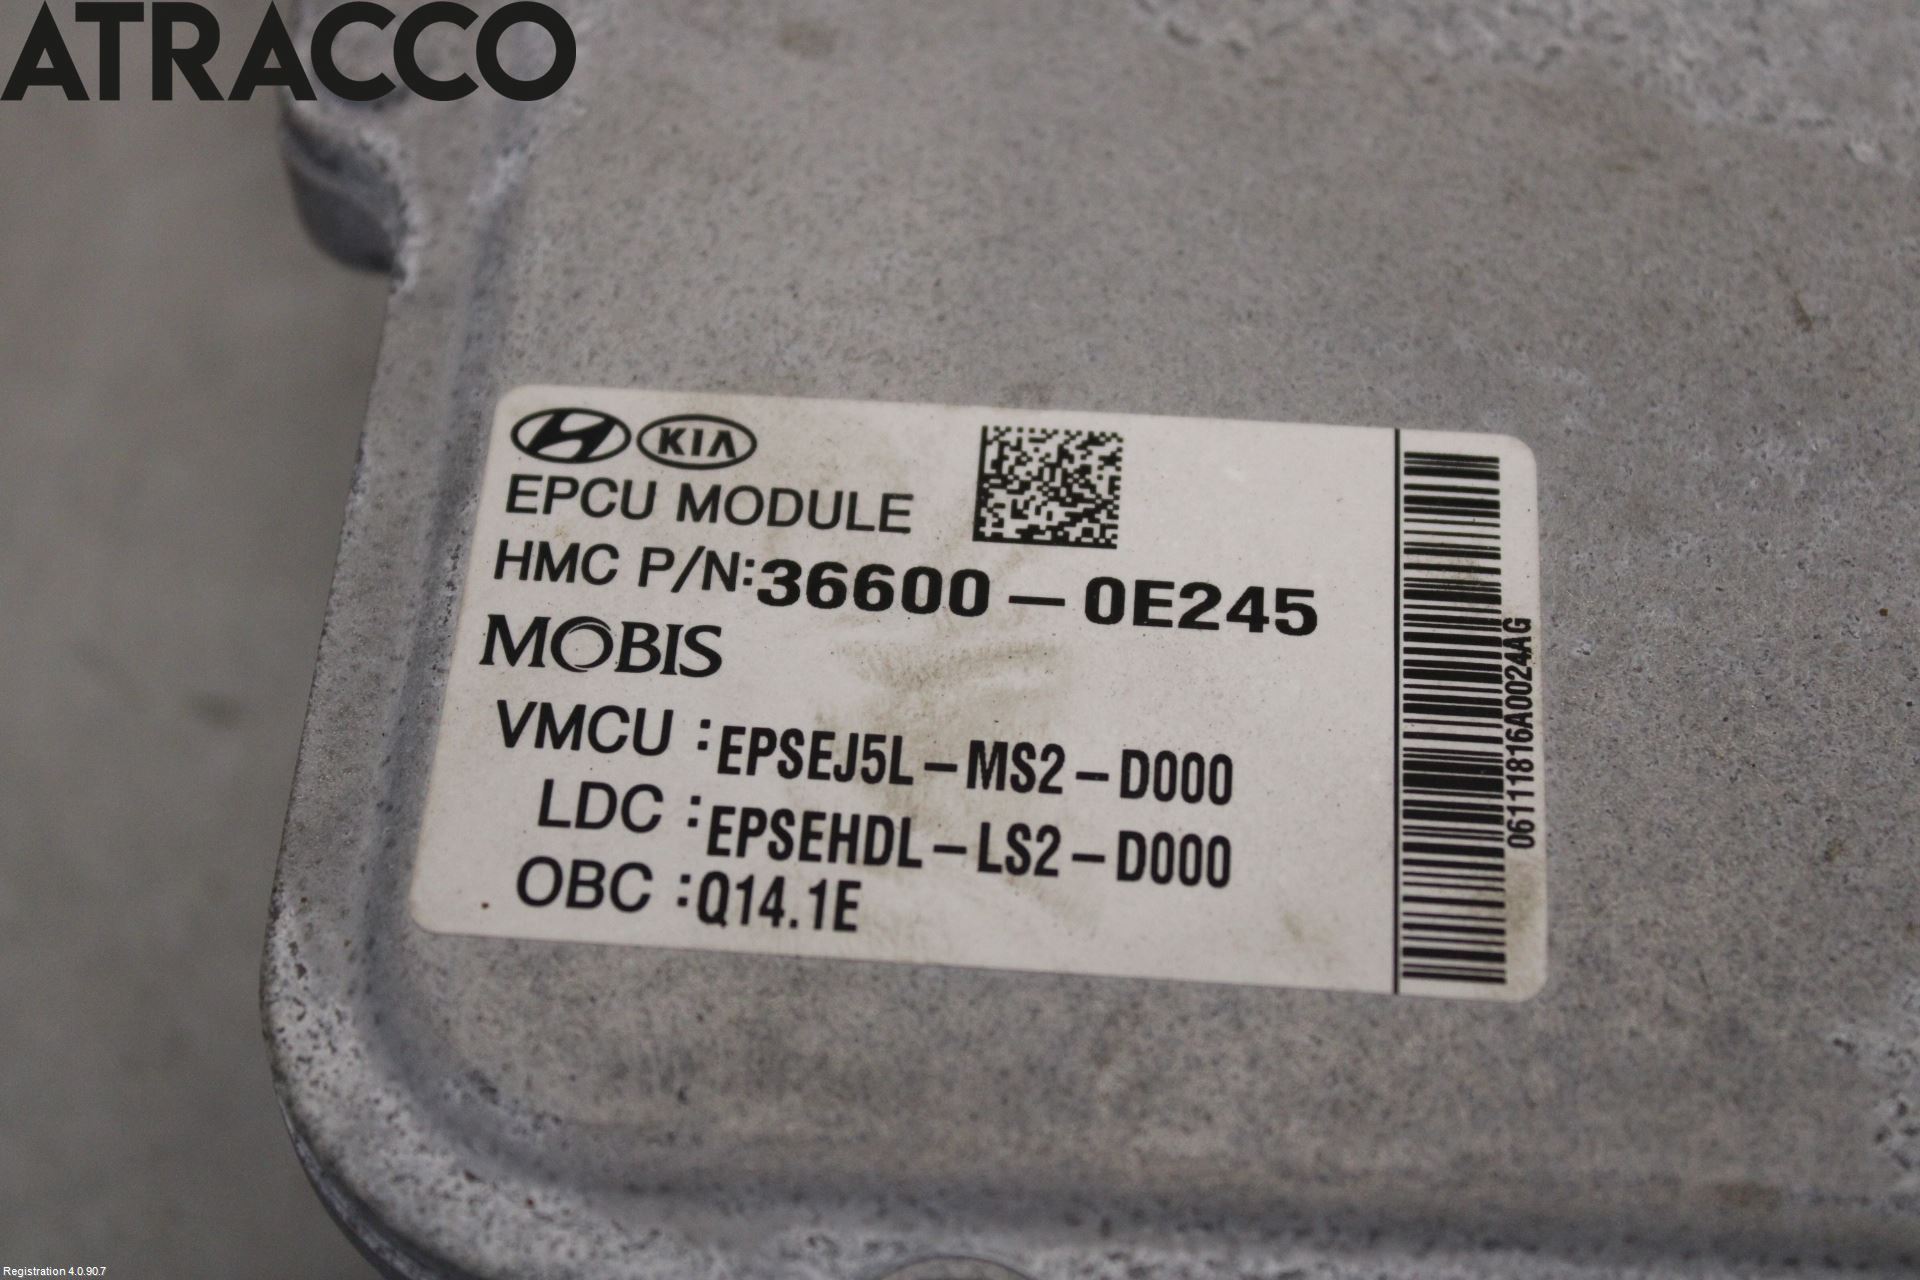 ATRACCO
KIA
EPCU MODULE
HMC P/N:36600-0E245
MOBIS
VMCU :EPSEJ5L-MS2-D000
LDC :EPSEHDL-LS2-D000
OBC :Q14.1E
06111816A0024AG
Registration 4.0.90.7